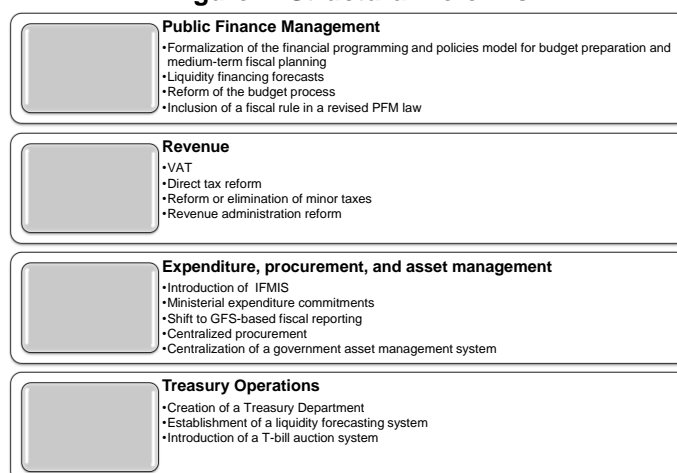 Public Finance Management
•Formalization of the financial programming and policies model for budget preparation and
medium-term fiscal planning
•Liquidity financing forecasts
•Reform of the budget process
•Inclusion of a fiscal rule in a revised PFM law
Revenue
•VAT
•Direct tax reform
•Reform or elimination of minor taxes
•Revenue administration reform
Expenditure, procurement, and asset management
•Introduction of IFMIS
•Ministerial expenditure commitments
•Shift to GFS-based fiscal reporting
•Centralized procurement
•Centralization of a government asset management system
Treasury Operations
•Creation of a Treasury Department
•Establishment of a liquidity forecasting system
•Introduction of a T-bill auction system